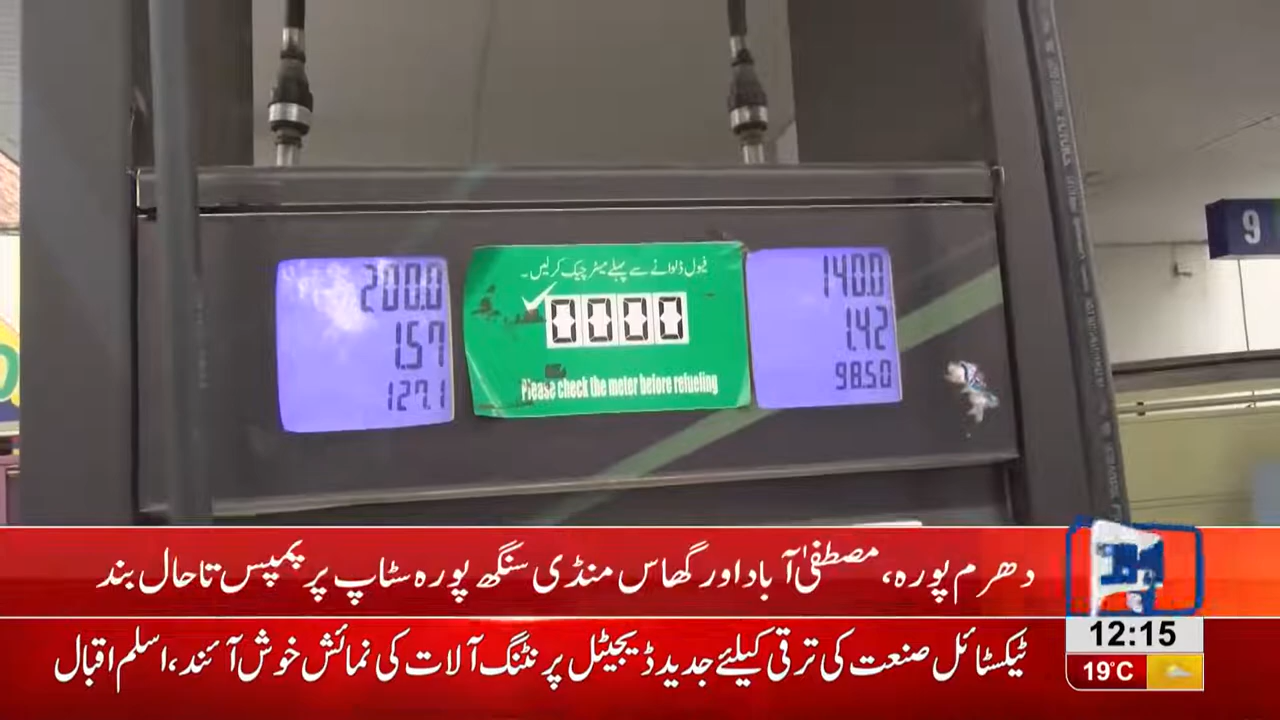 200.0
1.57
127.1
فیول ڈلوانے سے پہلے میٹر چیک کرلیں۔
0000
Please check the meter before refueling
140.0
1.42
98.50
9
دھرم پورہ، مصطفیٰ آباد اور گھاس منڈی سنگھ پورہ سٹاپ پر پمپس تاحال بند
12:15
ٹیکسٹائل صنعت کی ترقی کیلئے جدید ڈیجیٹل پرنٹنگ آلات کی نمائش خوش آئند، اسلم اقبال
19°C